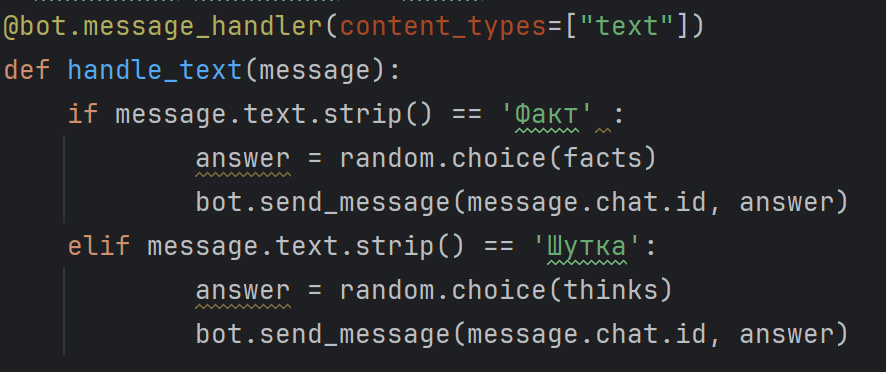 @bot.message_handler(content_types=["text"])
def handle_text(message):
    if message.text.strip() == 'Факт' :
            answer = random.choice(facts)
            bot.send_message(message.chat.id, answer)
    elif message.text.strip() == 'Шутка':
            answer = random.choice(thinks)
            bot.send_message(message.chat.id, answer)